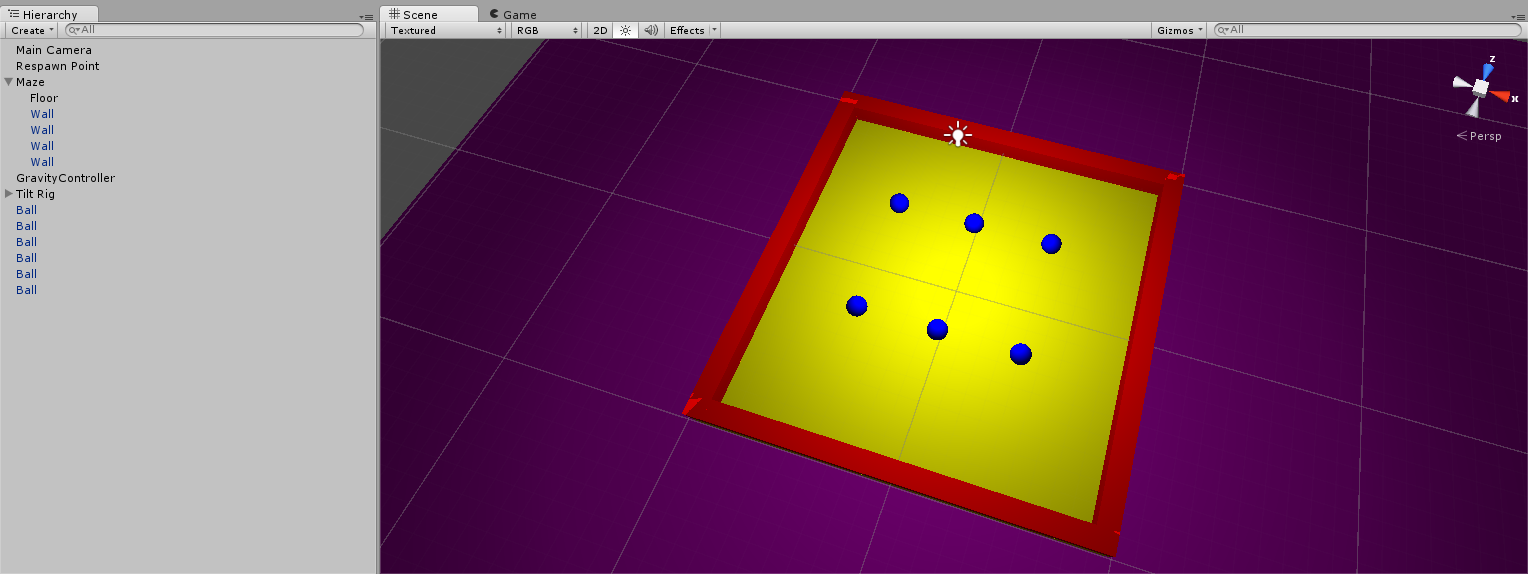 Hierarchy
Create
All
Main Camera
Respawn Point
Maze
Floor
Wall
Wall
Wall
Wall
GravityController
Tilt Rig
Ball
Ball
Ball
Ball
Ball
Ball
Scene Game
Textured RGB 2D Effects Gizmos All
z
x
Persp